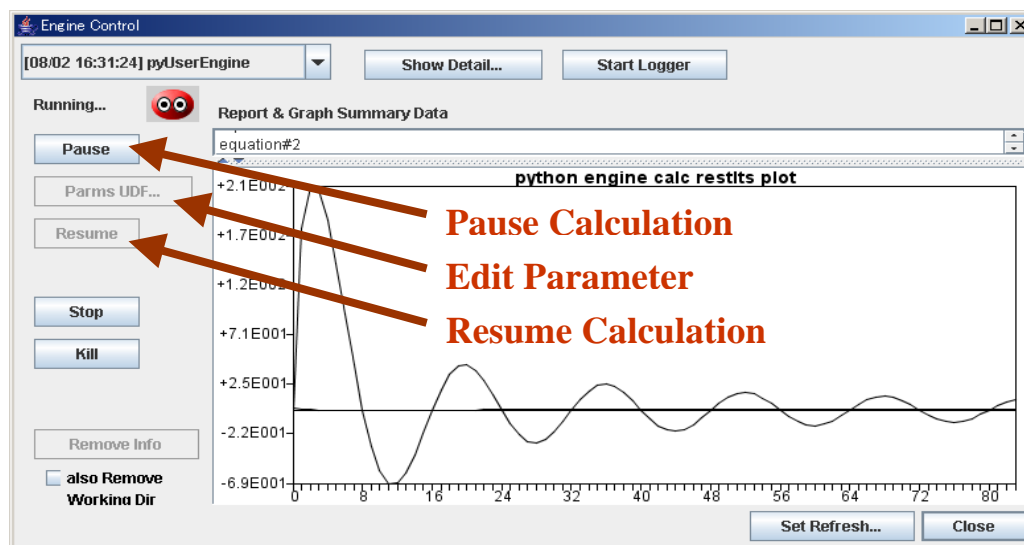 Engine Control
[08/02 16:31:24] pyUserEngine
Show Detail...
Start Logger
Running...
Report & Graph Summary Data
equation#2
Pause
Parms UDF...
Resume
Stop
Kill
Remove Info
also Remove
Working Dir
python engine calc restlts plot
+2.1E002
+1.7E002
+1.2E002
+7.1E001
+2.5E001
-2.2E001
-6.9E001
0 8 16 24 32 40 48 56 64 72 80
Pause Calculation
Edit Parameter
Resume Calculation
Set Refresh...
Close